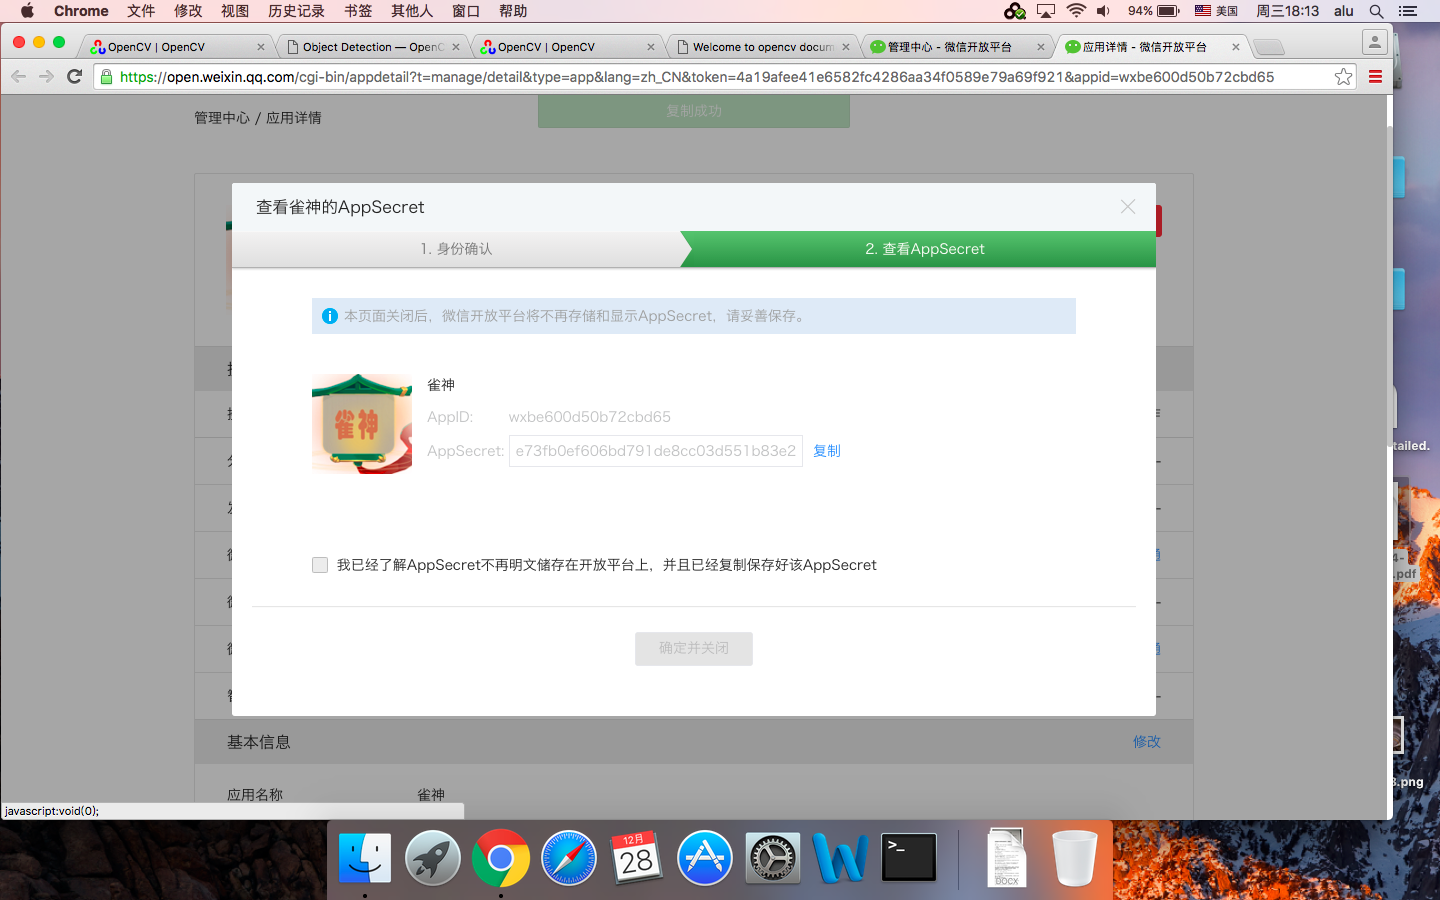 Chrome 文件 修改 视图 历史记录 书签 其他人 窗口 帮助 94% 美国 周三18:13 alu
OpenCV | OpenCV
Object Detection — OpenC
OpenCV | OpenCV
Welcome to opencv docum
管理中心 - 微信开放平台
应用详情 - 微信开放平台
https://open.weixin.qq.com/cgi-bin/appdetail?t=manage/detail&type=app&lang=zh_CN&token=4a19afee41e6582fc4286aa34f0589e79a69f921&appid=wxbe600d50b72cbd65
管理中心 / 应用详情
复制成功
查看雀神的AppSecret
1. 身份确认
2. 查看AppSecret
本页面关闭后，微信开放平台将不再存储和显示AppSecret，请妥善保存。
雀神
雀神
AppID: wxbe600d50b72cbd65
AppSecret: e73fb0ef606bd791de8cc03d551b83e2 复制
我已经了解AppSecret不再明文储存在开放平台上，并且已经复制保存好该AppSecret
确定并关闭
基本信息 修改
应用名称 雀神
javascript:void(0);
tailed.
.pdf
.png
12月
28
DOCX